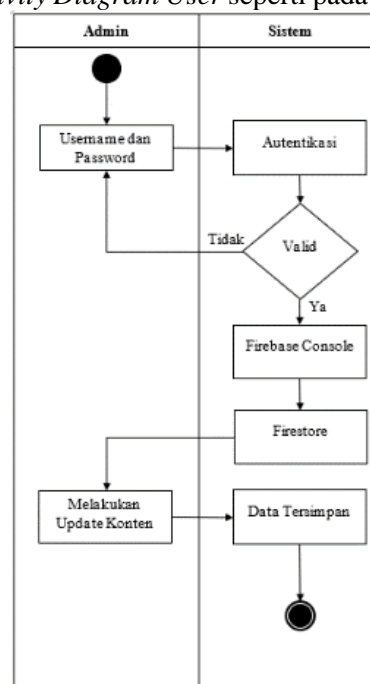 vity Diagram User seperti pada
Admin
Sistem
Username dan
Password
Autentikasi
Tidak
Valid
Ya
Firebase Console
Firestore
Melakukan
Update Konten
Data Tersimpan